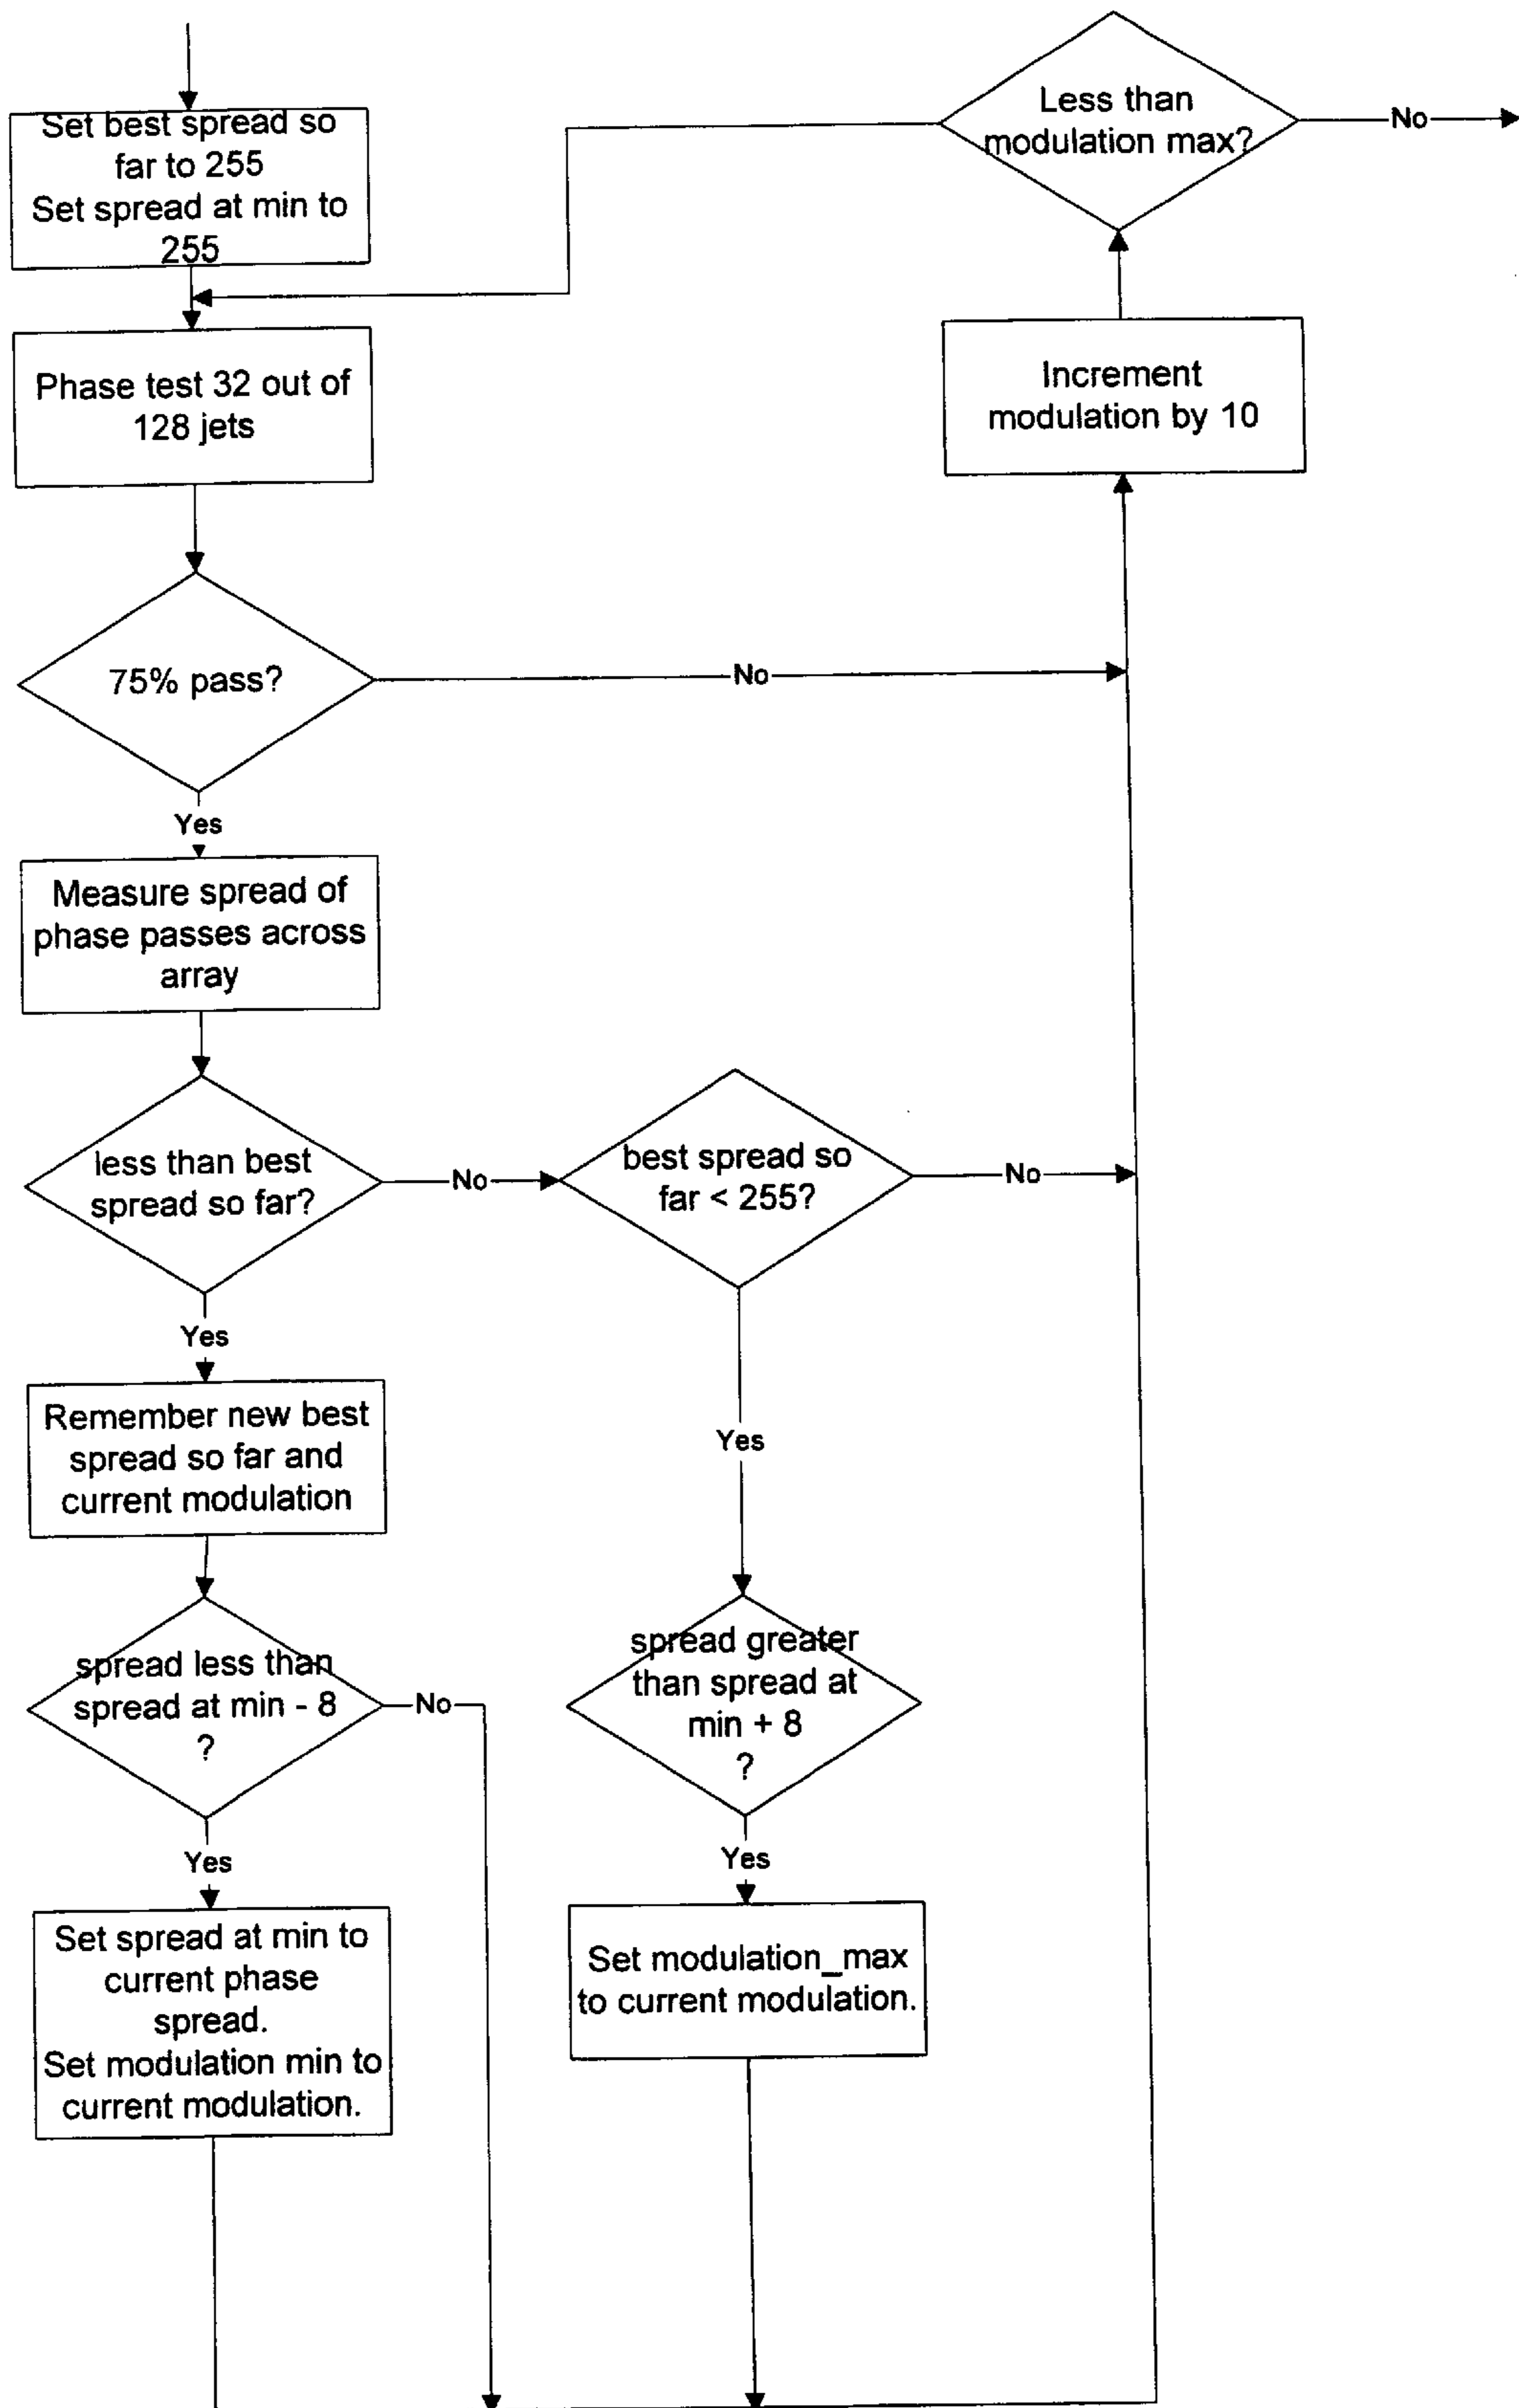 Set best spread so
far to 255
Set spread at min to
255
Less than
modulation max?
No
Phase test 32 out of
128 jets
Increment
modulation by 10
75% pass?
No
Yes
Measure spread of
phase passes across
array
less than best
spread so far?
No
best spread so
far < 255?
No
Yes
Remember new best
spread so far and
current modulation
Yes
spread less than
spread at min - 8
?
No
spread greater
than spread at
min + 8
?
Yes
Set spread at min to
current phase
spread.
Set modulation min to
current modulation.
Yes
Set modulation_max
to current modulation.